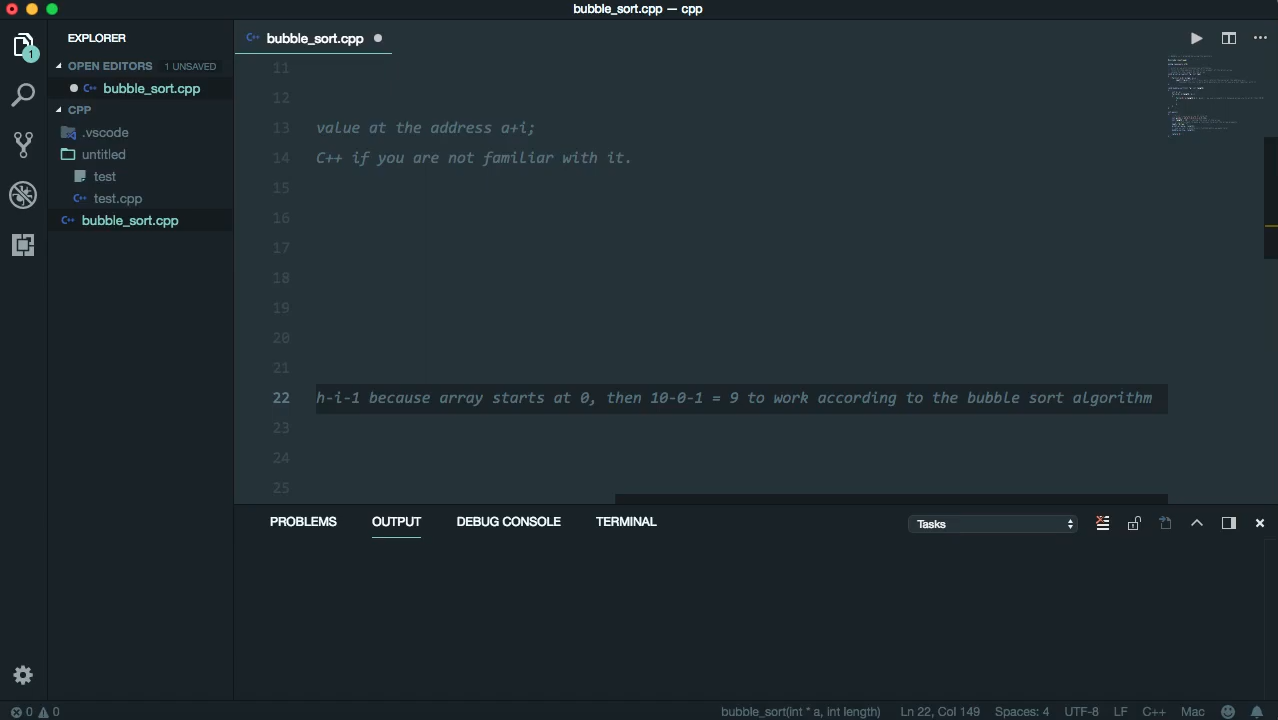 bubble_sort.cpp — cpp
1
EXPLORER
OPEN EDITORS 1 UNSAVED
bubble_sort.cpp
CPP
.vscode
untitled
test
C++ test.cpp
C++ bubble_sort.cpp
C++ bubble_sort.cpp
11
12
13 value at the address a+i;
14 C++ if you are not familiar with it.
15
16
17
18
19
20
21
22 h-i-1 because array starts at 0, then 10-0-1 = 9 to work according to the bubble sort algorithm
23
24
25
PROBLEMS OUTPUT DEBUG CONSOLE TERMINAL Tasks
0 0 bubble_sort(int * a, int length) Ln 22, Col 149 Spaces: 4 UTF-8 LF C++ Mac